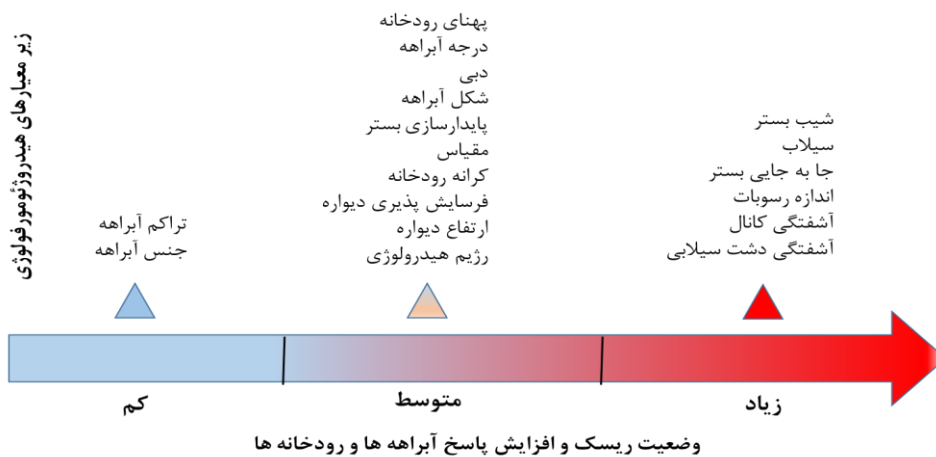 زیر معیارهای هیدروژئومورفولوژی
شیب بستر
سیلاب
جا به جایی بستر
اندازه رسوبات
آشفتگی کانال
آشفتگی دشت سیلابی
پهنای رودخانه
درجه آبراهه
دبی
شکل آبراهه
پایدارسازی بستر
مقیاس
کرانه رودخانه
فرسایش پذیری دیواره
ارتفاع دیواره
رژیم هیدرولوژی
تراکم آبراهه
جنس آبراهه
زیاد
متوسط
کم
وضعیت ریسک و افزایش پاسخ آبراهه ها و رودخانه ها